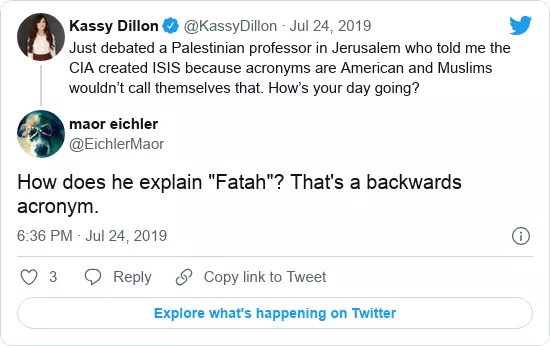 Kassy Dillon @KassyDillon · Jul 24, 2019
Just debated a Palestinian professor in Jerusalem who told me the
CIA created ISIS because acronyms are American and Muslims
wouldn’t call themselves that. How’s your day going?
maor eichler
@EichlerMaor
How does he explain "Fatah"? That's a backwards
acronym.
6:36 PM · Jul 24, 2019
3 Reply Copy link to Tweet
Explore what's happening on Twitter